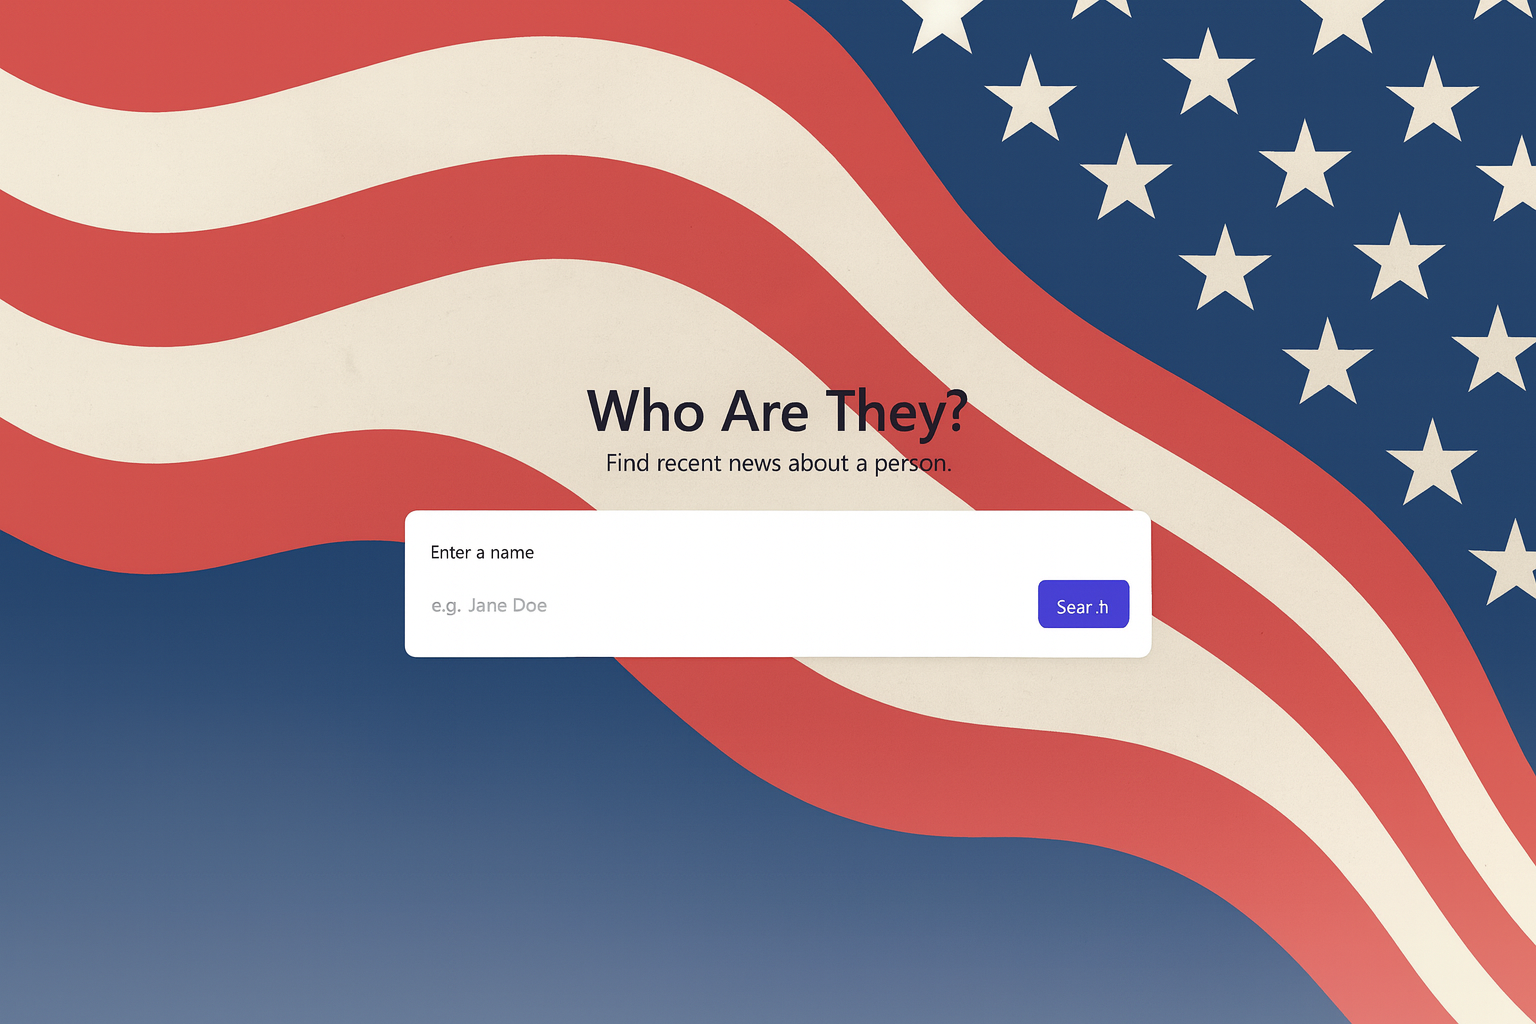 Who Are They?
Find recent news about a person.
Enter a name
e.g. Jane Doe
Sear.h